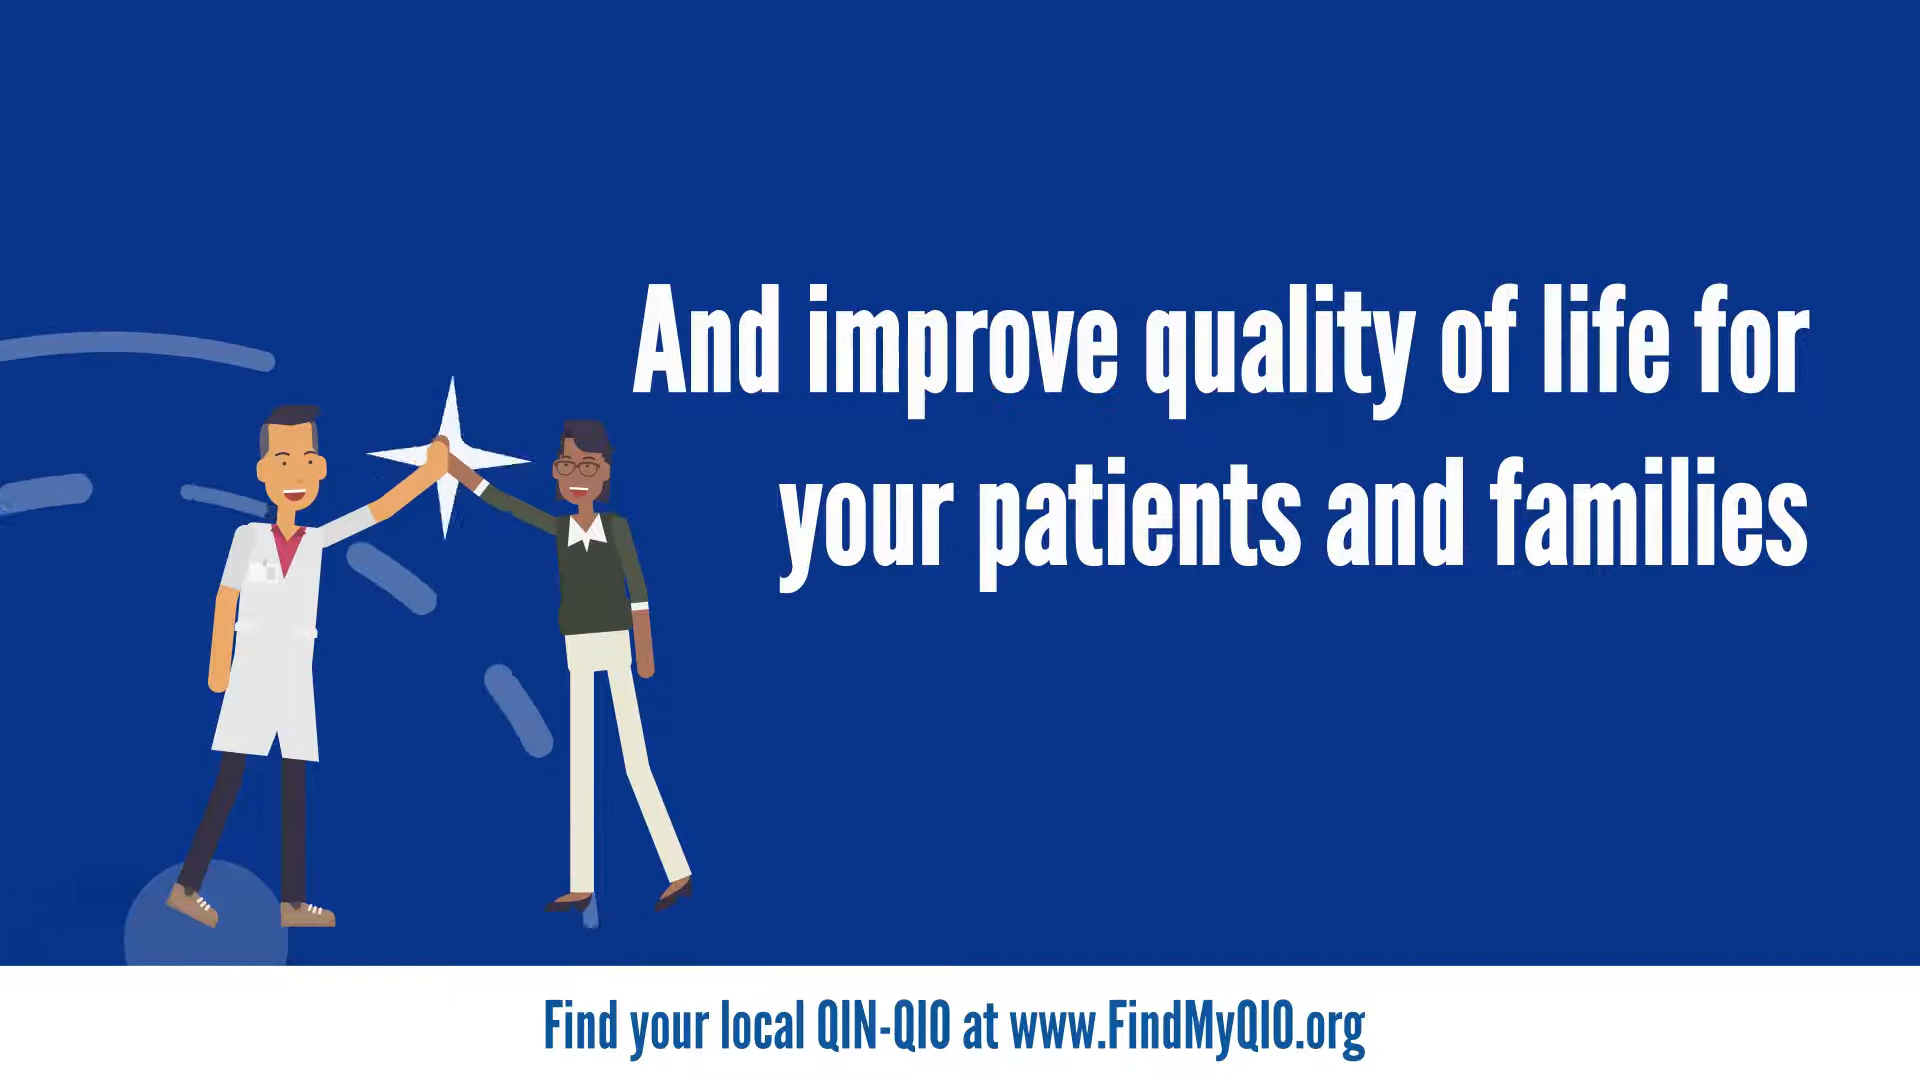 And improve quality of life for
your patients and families
Find your local QIN-QIO at www.FindMyQIO.org